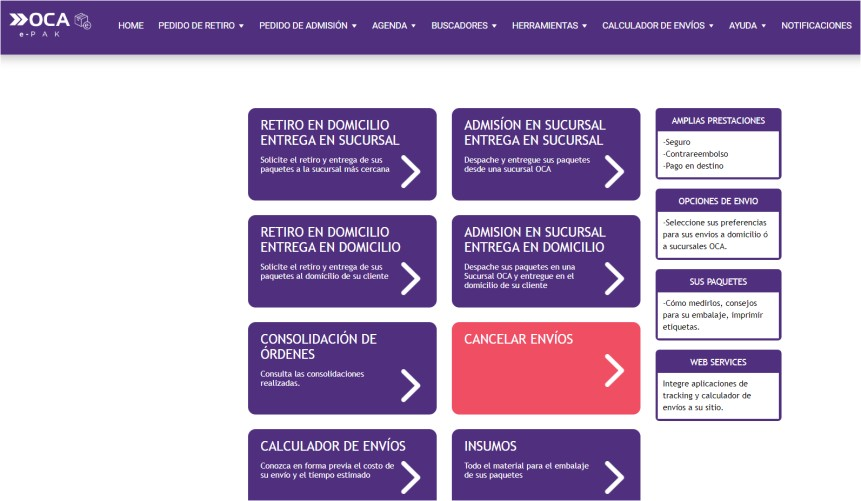 OCA
e-PAK
HOME
PEDIDO DE RETIRO
PEDIDO DE ADMISIÓN
AGENDA
BUSCADORES
HERRAMIENTAS
CALCULADOR DE ENVÍOS
AYUDA
NOTIFICACIONES
RETIRO EN DOMICILIO
ENTREGA EN SUCURSAL
Solicite el retiro y entrega de sus
paquetes a la sucursal más cercana
ADMISÍON EN SUCURSAL
ENTREGA EN SUCURSAL
Despache y entregue sus paquetes
desde una sucursal OCA
RETIRO EN DOMICILIO
ENTREGA EN DOMICILIO
Solicite el retiro y entrega de sus
paquetes al domicilio de su cliente
ADMISION EN SUCURSAL
ENTREGA EN DOMICILIO
Despache sus paquetes en una
Sucursal OCA y entregue en el
domicilio de su cliente
CONSOLIDACIÓN DE
ÓRDENES
Consulta las consolidaciones
realizadas.
CANCELAR ENVÍOS
CALCULADOR DE ENVÍOS
Conozca en forma previa el costo de
su envío y el tiempo estimado
INSUMOS
Todo el material para el embalaje
de sus paquetes
AMPLIAS PRESTACIONES
-Seguro
-Contrareembolso
-Pago en destino
OPCIONES DE ENVIO
-Seleccione sus preferencias
para sus envios a domicilio ó
a sucursales OCA.
SUS PAQUETES
-Cómo medirlos, consejos
para su embalaje, imprimir
etiquetas.
WEB SERVICES
Integre aplicaciones de
tracking y calculador de
envíos a su sitio.